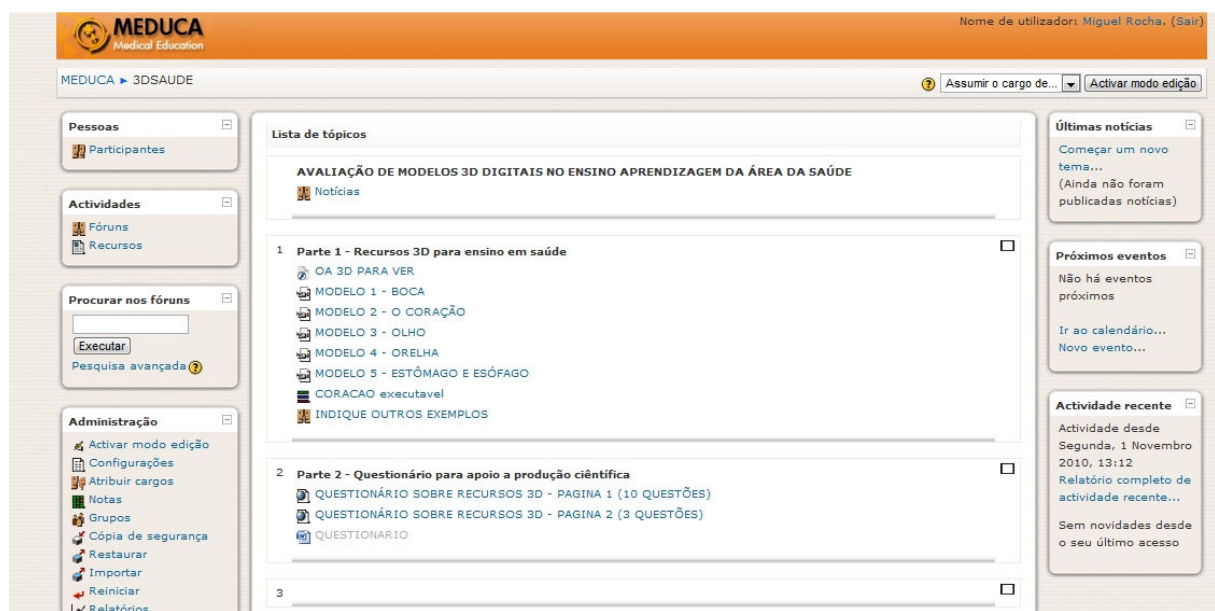 MEDUCA
Medical Education
Nome de utilizador: Miguel Rocha. (Sair)
MEDUCA ► 3DSAUDE
Assumir o cargo de...
Activar modo edição
Pessoas
Participantes
Actividades
Fóruns
Recursos
Procurar nos fóruns
Executar
Pesquisa avançada
Administração
Activar modo edição
Configurações
Atribuir cargos
Notas
Grupos
Cópia de segurança
Restaurar
Importar
Reiniciar
Relatórios
Lista de tópicos
AVALIAÇÃO DE MODELOS 3D DIGITAIS NO ENSINO APRENDIZAGEM DA ÁREA DA SAÚDE
Notícias
1 Parte 1 - Recursos 3D para ensino em saúde
OA 3D PARA VER
MODELO 1 - BOCA
MODELO 2 - O CORAÇÃO
MODELO 3 - OLHO
MODELO 4 - ORELHA
MODELO 5 - ESTÔMAGO E ESÓFAGO
CORACAO executavel
INDIQUE OUTROS EXEMPLOS
2 Parte 2 - Questionário para apoio a produção ciêntífica
QUESTIONÁRIO SOBRE RECURSOS 3D - PAGINA 1 (10 QUESTÕES)
QUESTIONÁRIO SOBRE RECURSOS 3D - PAGINA 2 (3 QUESTÕES)
QUESTIONARIO
3
Últimas notícias
Começar um novo
tema...
(Ainda não foram
publicadas notícias)
Próximos eventos
Não há eventos
próximos
Ir ao calendário...
Novo evento...
Actividade recente
Actividade desde
Segunda, 1 Novembro
2010, 13:12
Relatório completo de
actividade recente...
Sem novidades desde
o seu último acesso